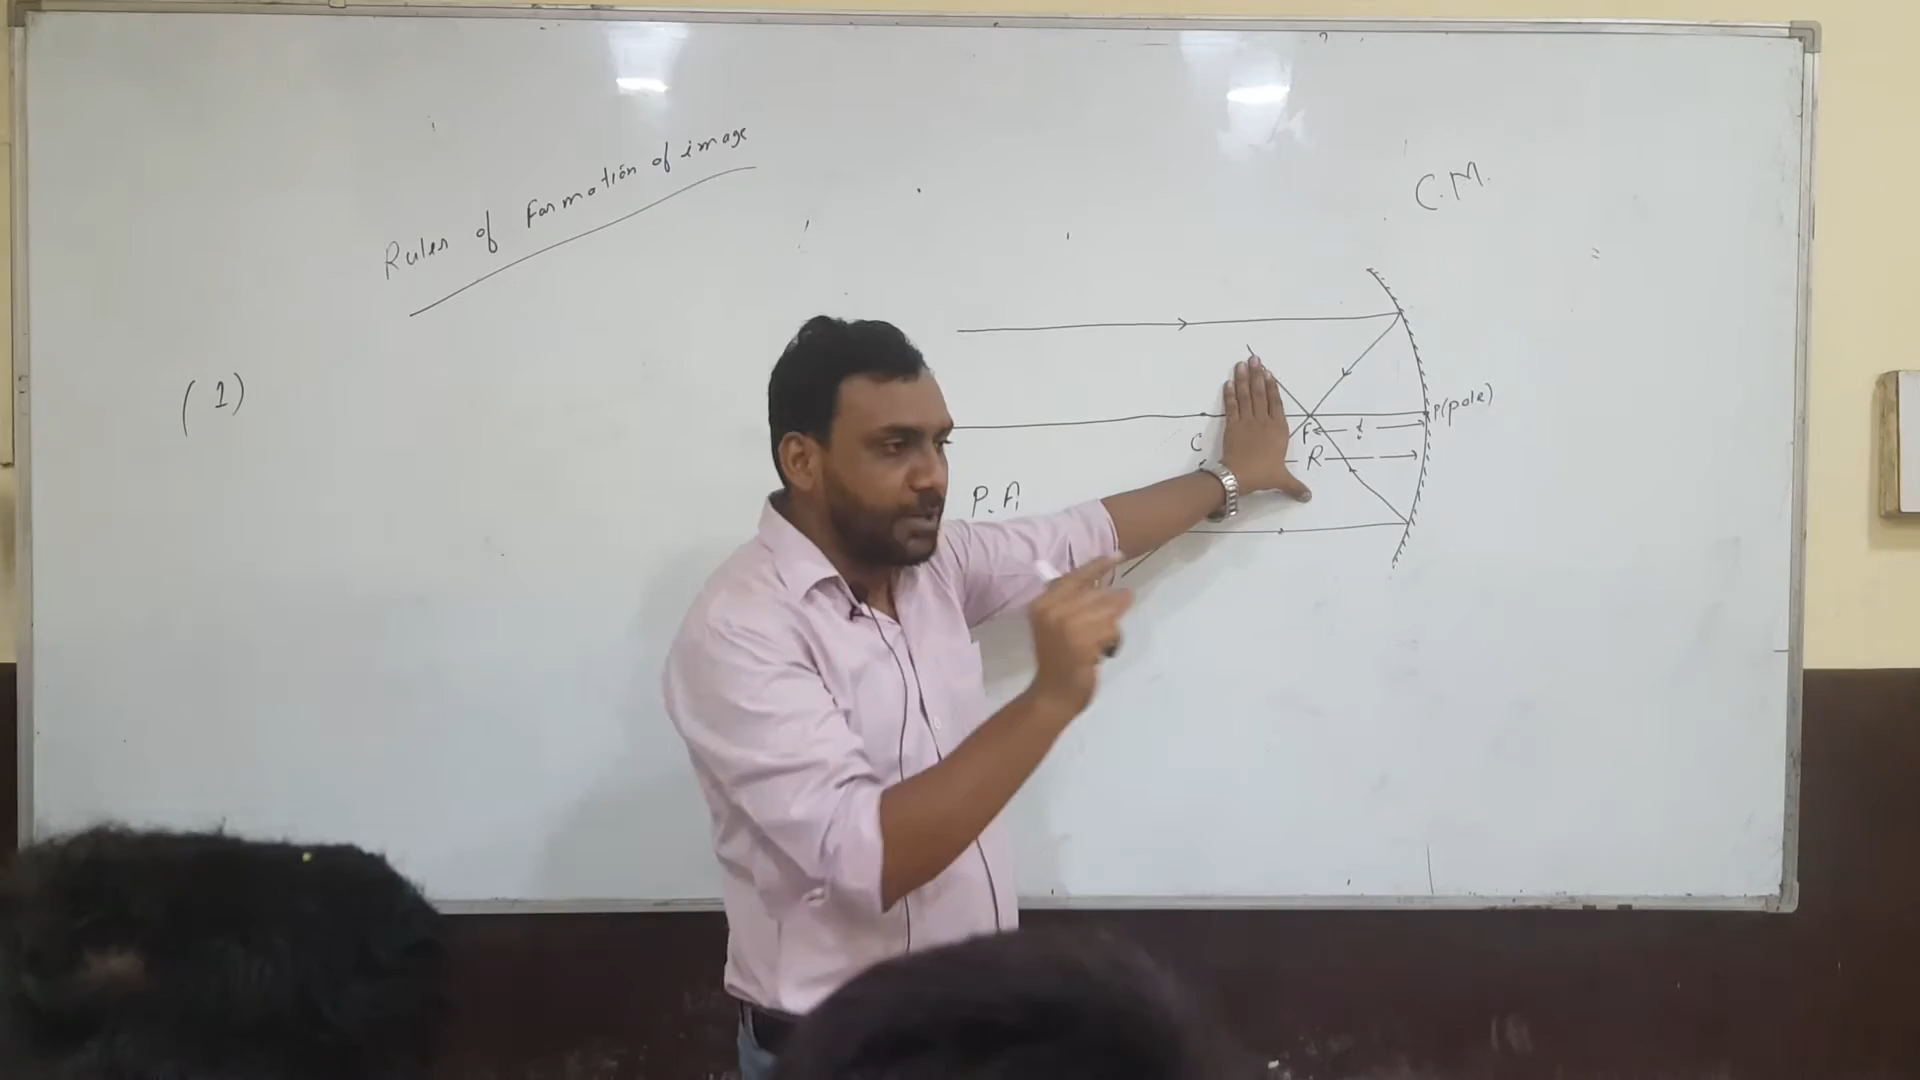 Rules of Formation of image
(1)
C.M.
P(pole)
C
F
f
R
P.A